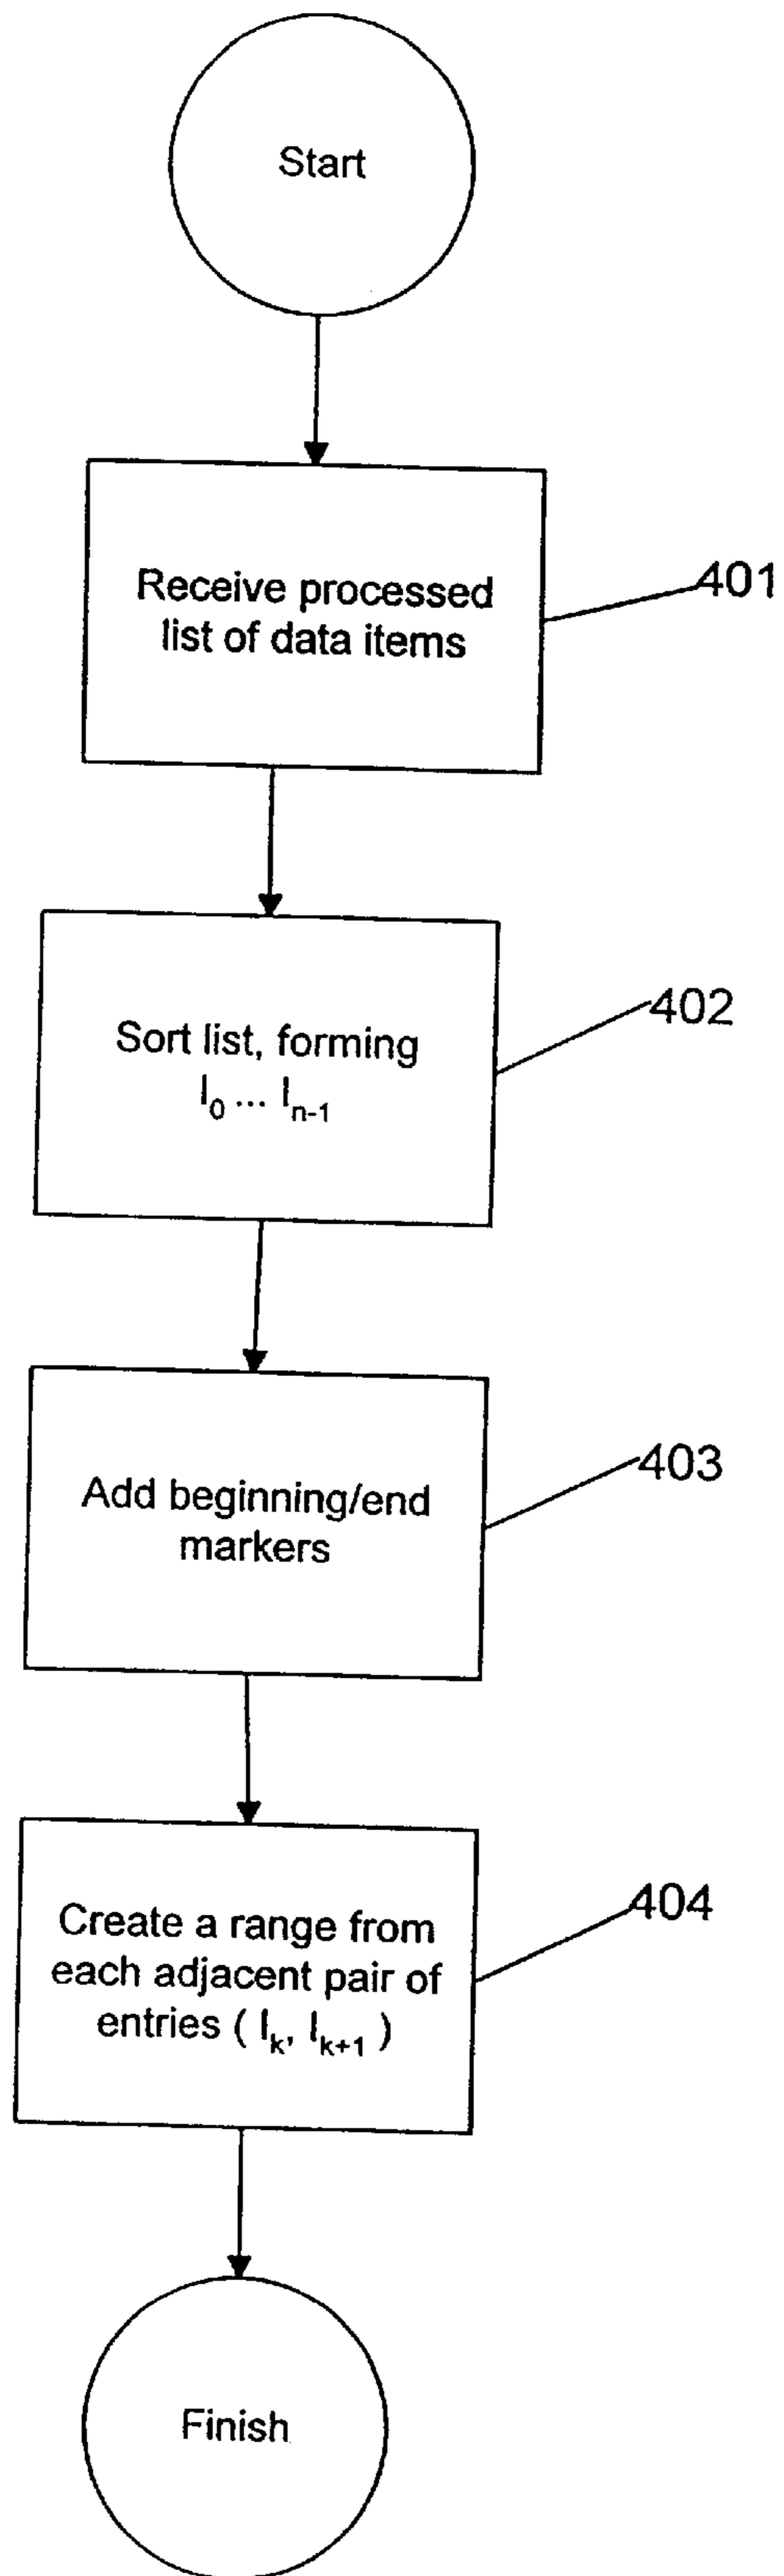 Start
Receive processed
list of data items
401
Sort list, forming
I₀ ... Iₙ₋₁
402
Add beginning/end
markers
403
Create a range from
each adjacent pair of
entries ( Iₖ, Iₖ₊₁ )
404
Finish